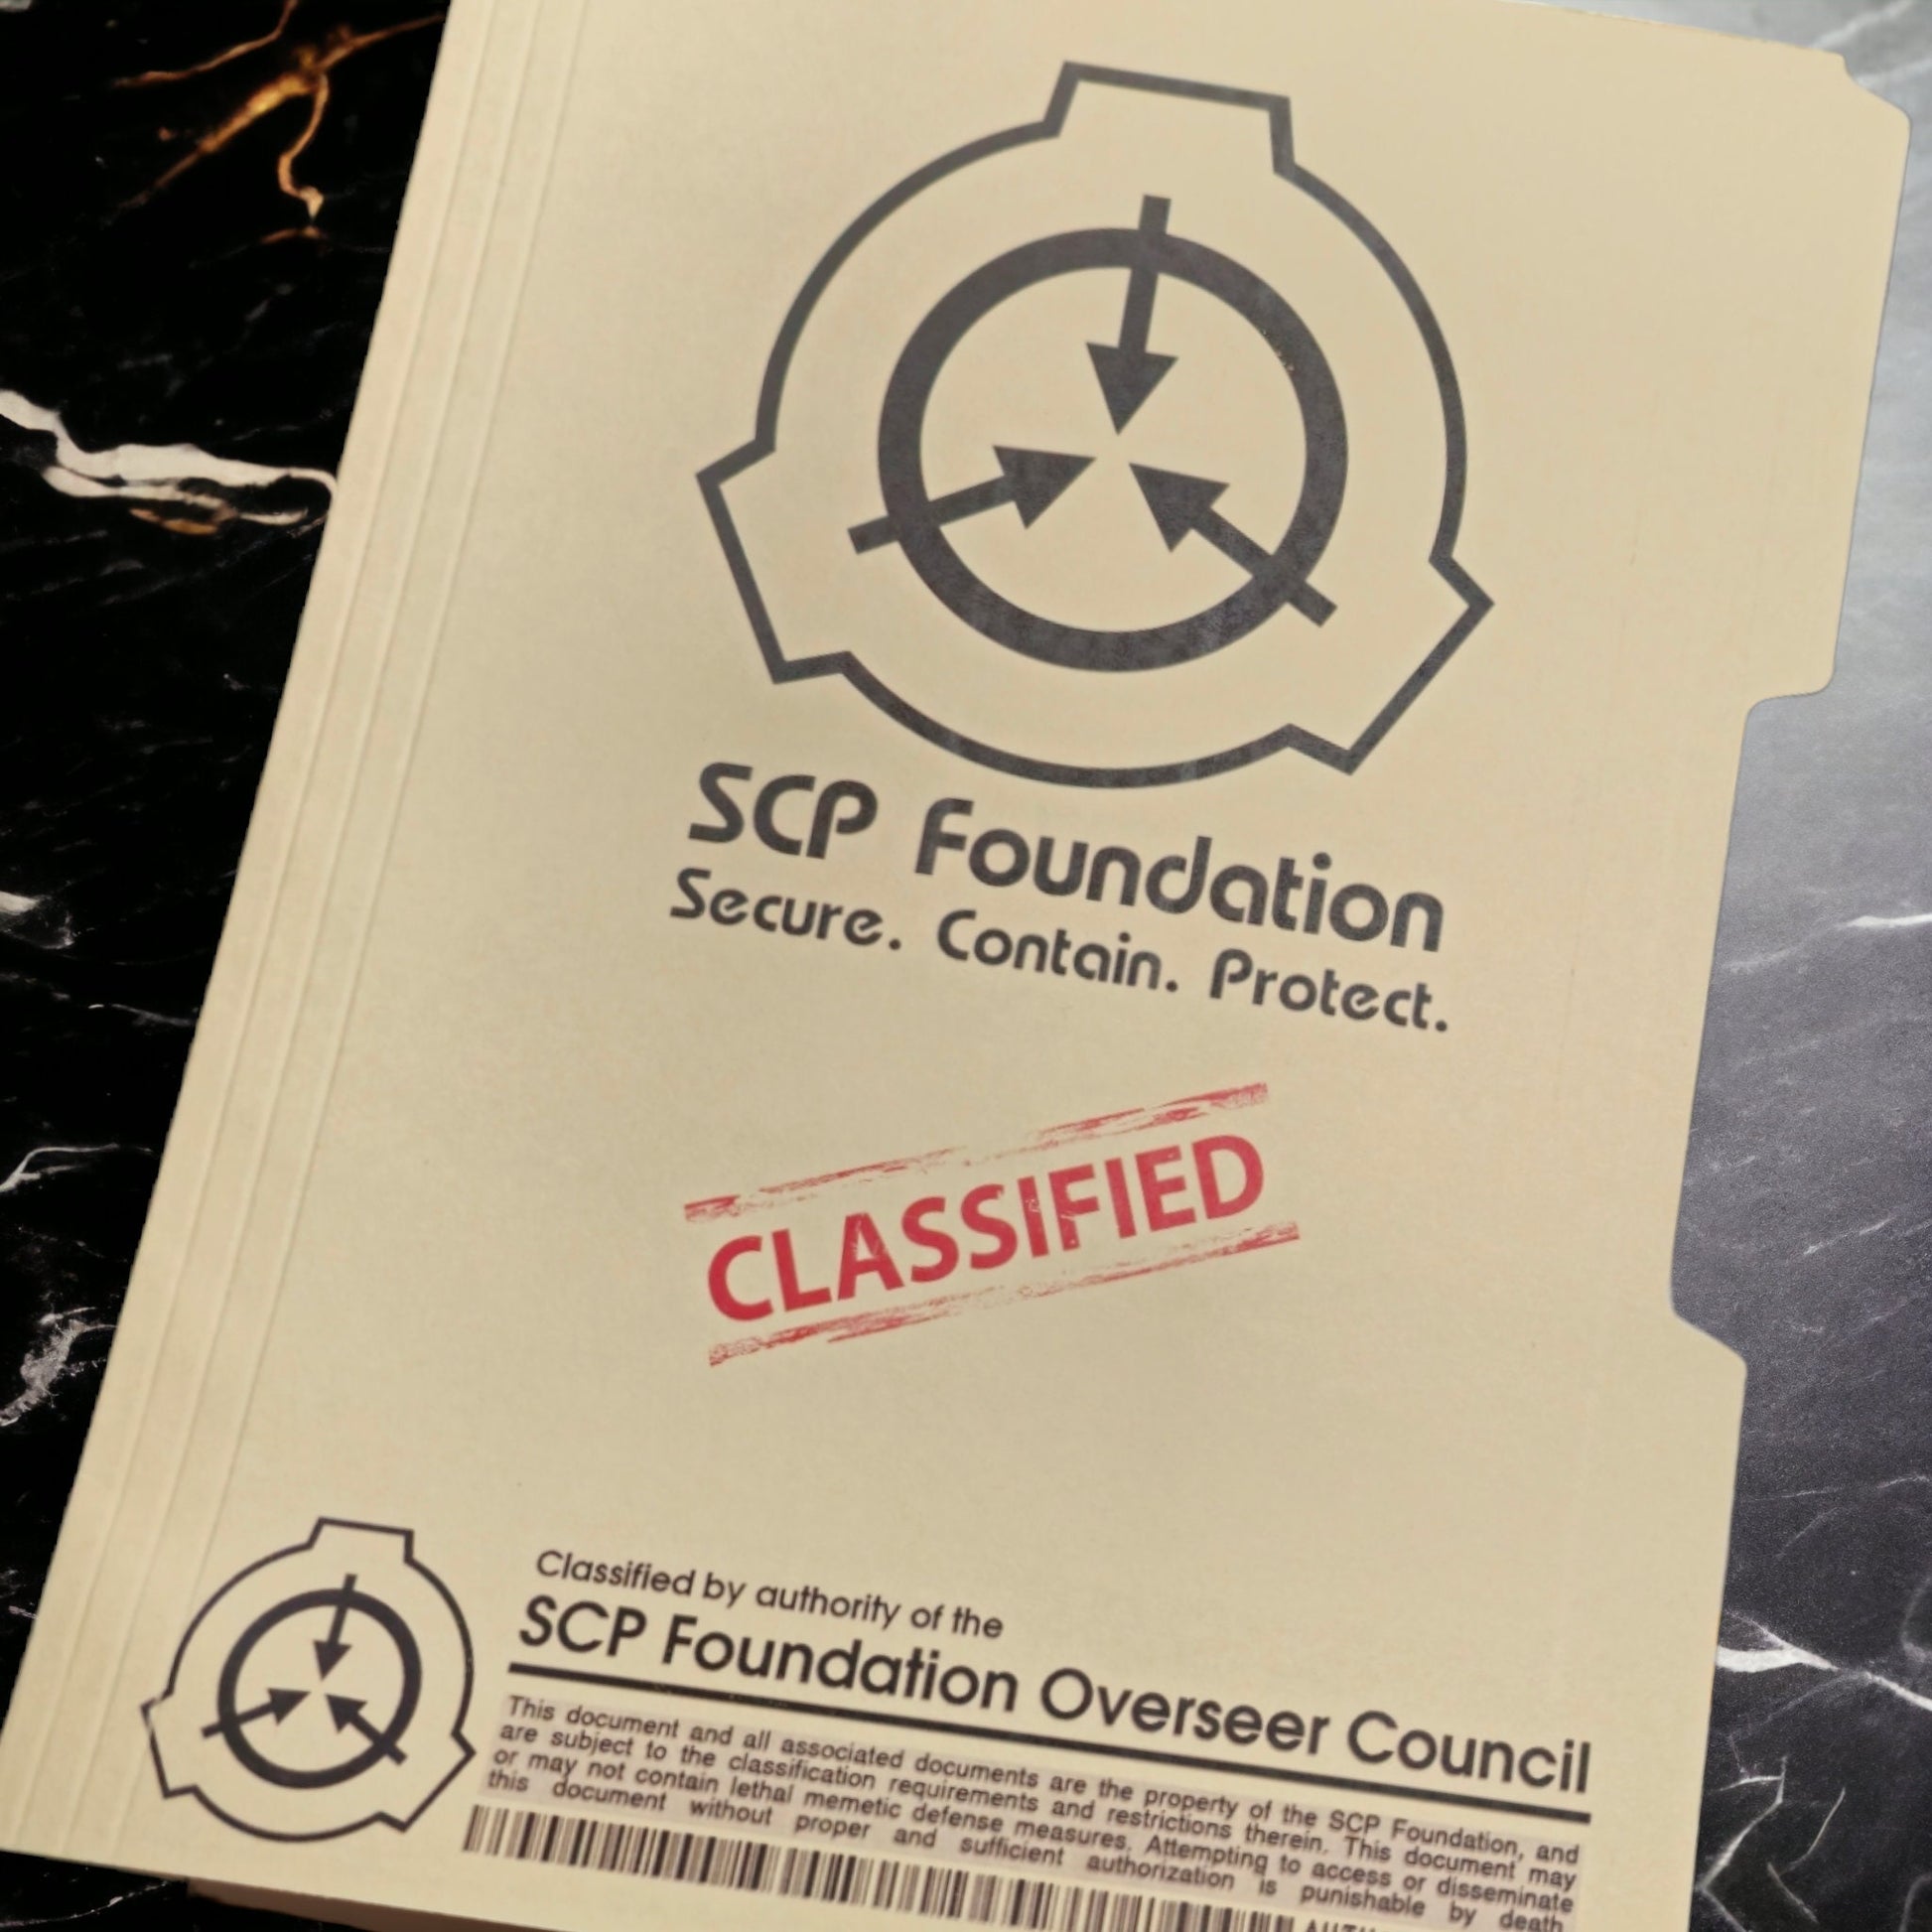 SCP Foundation
Secure. Contain. Protect.
CLASSIFIED
Classified by authority of the
SCP Foundation Overseer Council
This document and all associated documents are the property of the SCP Foundation, and
are subject to the classification requirements and restrictions therein. This document may
or may not contain lethal memetic defense measures. Attempting to access or disseminate
this document without proper and sufficient authorization is punishable by death